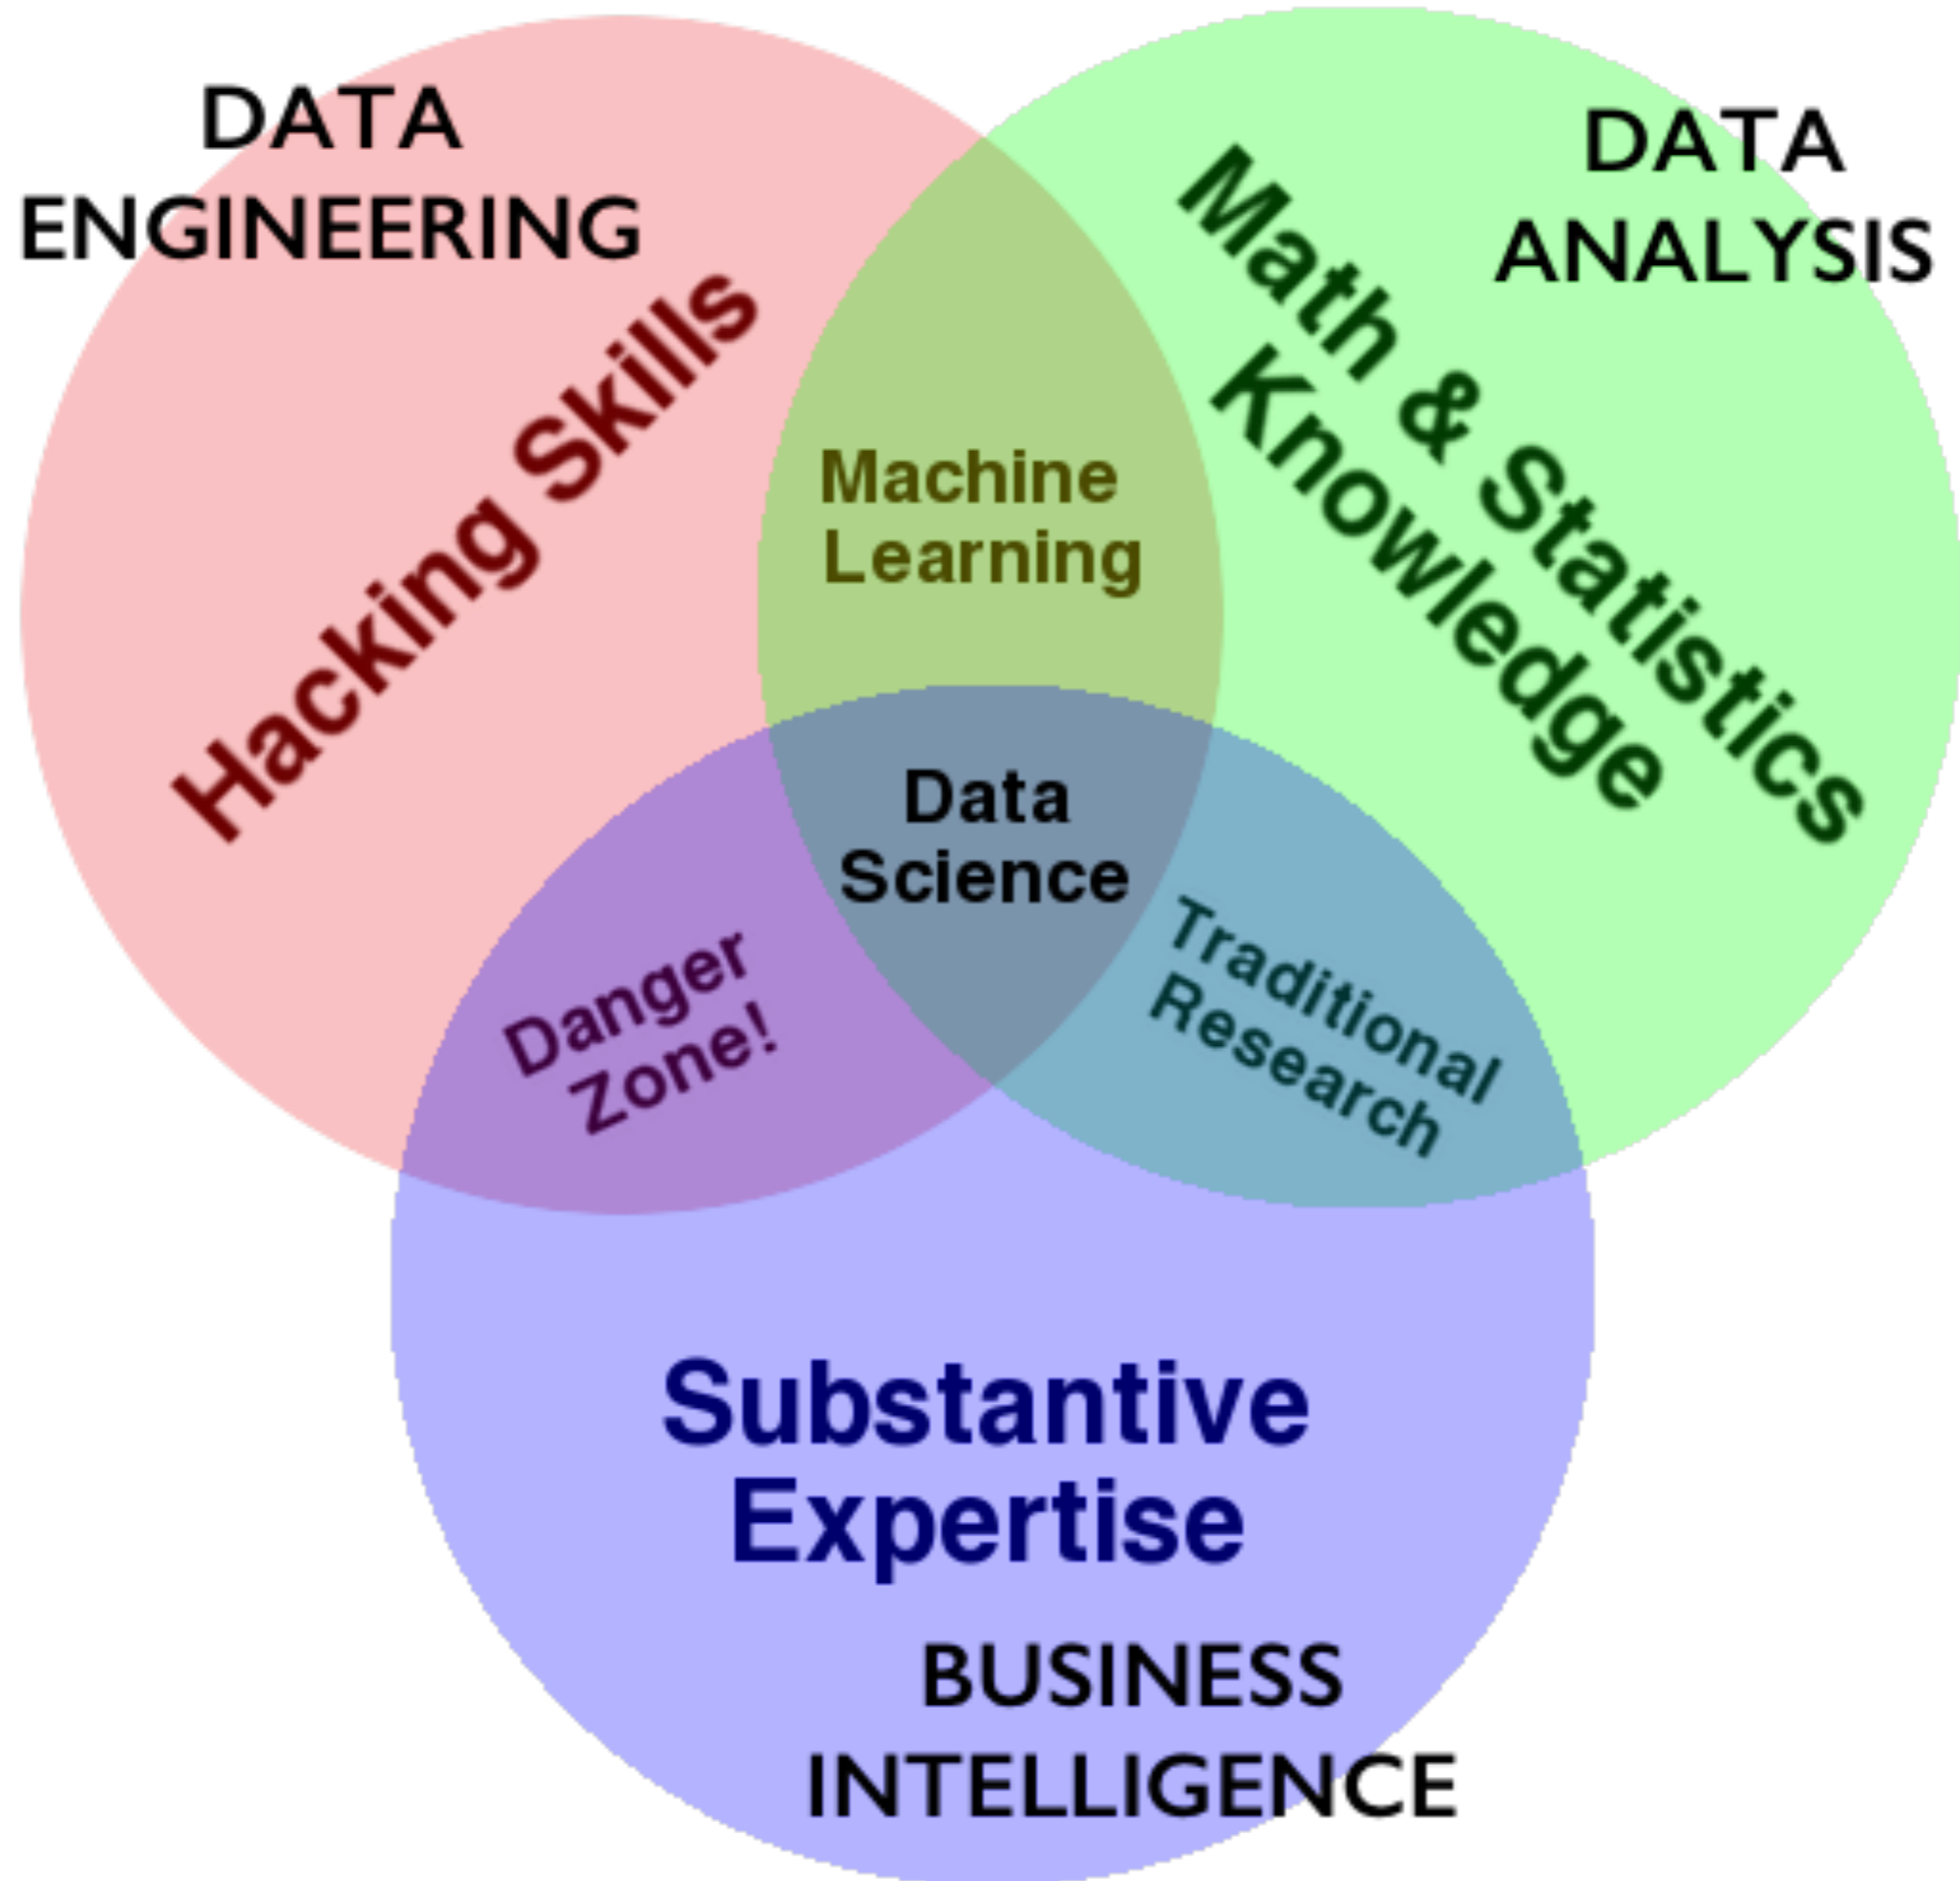 DATA
ENGINEERING
DATA
ANALYSIS
Hacking Skills
Math & Statistics
Knowledge
Machine
Learning
Data
Science
Danger
Zone!
Traditional
Research
Substantive
Expertise
BUSINESS
INTELLIGENCE